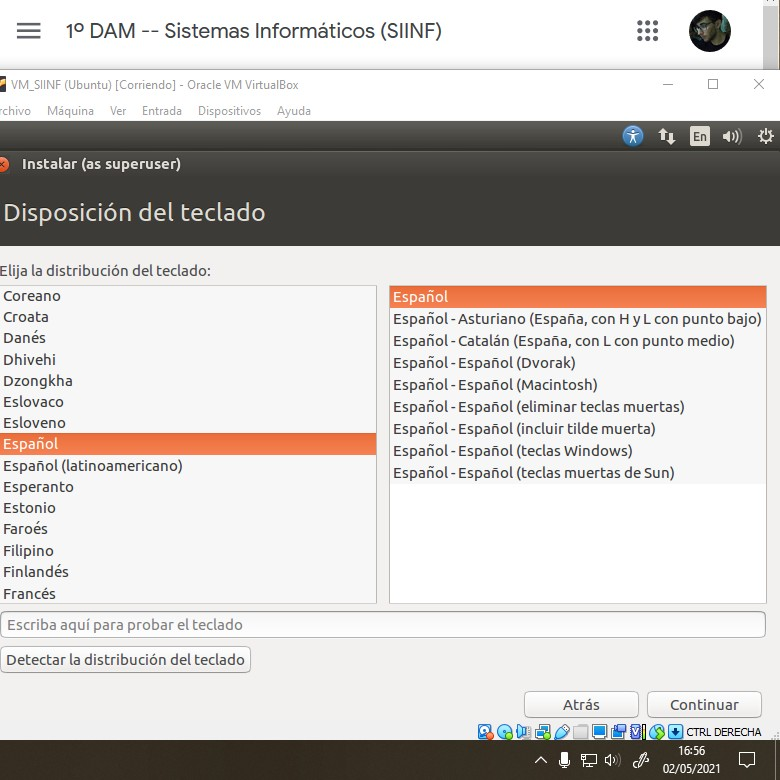 1º DAM -- Sistemas Informáticos (SIINF)
VM_SIINF (Ubuntu) [Corriendo] - Oracle VM VirtualBox
rchivo Máquina Ver Entrada Dispositivos Ayuda
En
Instalar (as superuser)
Disposición del teclado
Elija la distribución del teclado:
Coreano
Croata
Danés
Dhivehi
Dzongkha
Eslovaco
Esloveno
Español
Español (latinoamericano)
Esperanto
Estonio
Faroés
Filipino
Finlandés
Francés
Español
Español - Asturiano (España, con H y L con punto bajo)
Español - Catalán (España, con L con punto medio)
Español - Español (Dvorak)
Español - Español (Macintosh)
Español - Español (eliminar teclas muertas)
Español - Español (incluir tilde muerta)
Español - Español (teclas Windows)
Español - Español (teclas muertas de Sun)
Escriba aquí para probar el teclado
Detectar la distribución del teclado
Atrás Continuar
CTRL DERECHA
16:56
02/05/2021